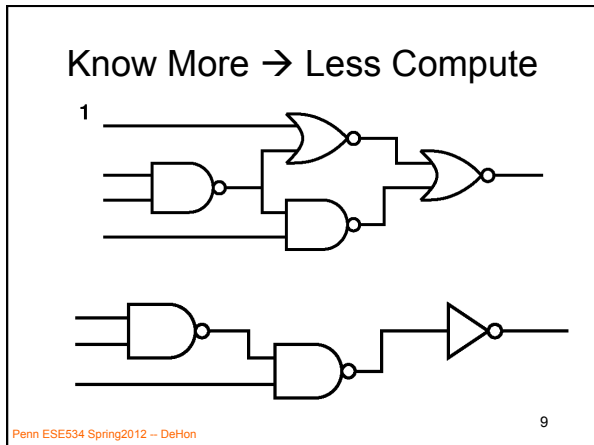 Know More → Less Compute
1
Penn ESE534 Spring2012 -- DeHon
9